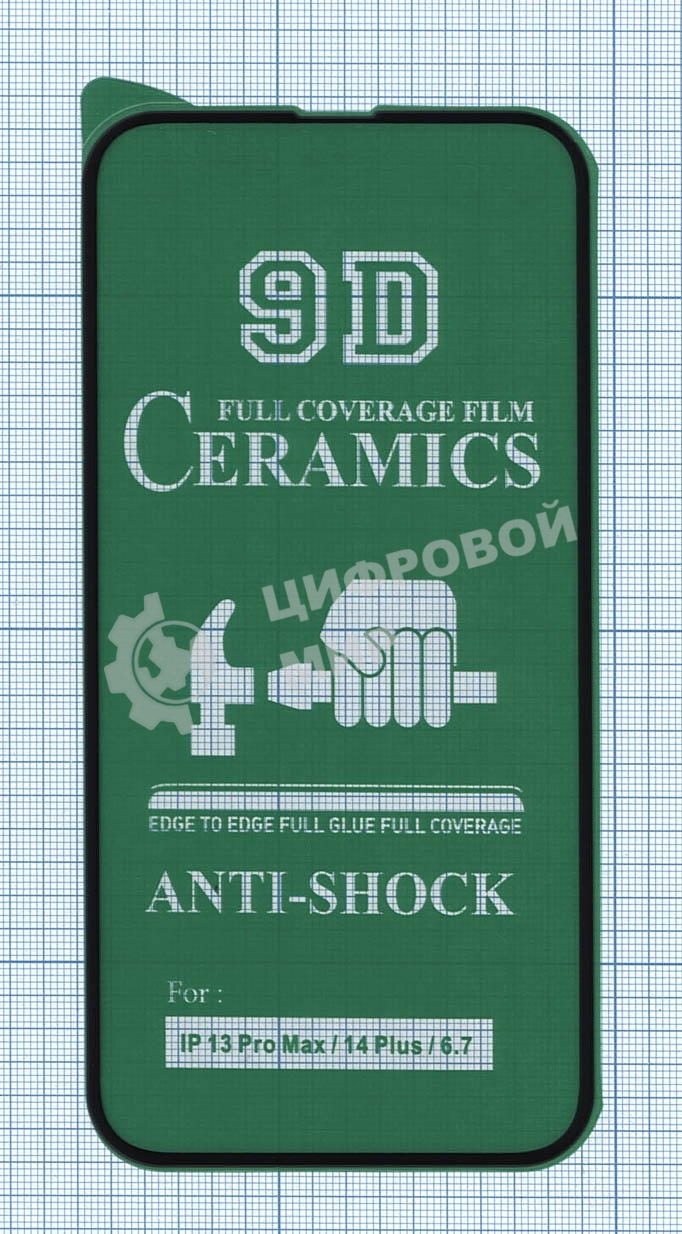 9D
FULL COVERAGE FILM
CERAMICS
ЦИФРОВОЙ
EDGE TO EDGE FULL GLUE FULL COVERAGE
ANTI-SHOCK
For :
IP 13 Pro Max / 14 Plus / 6.7